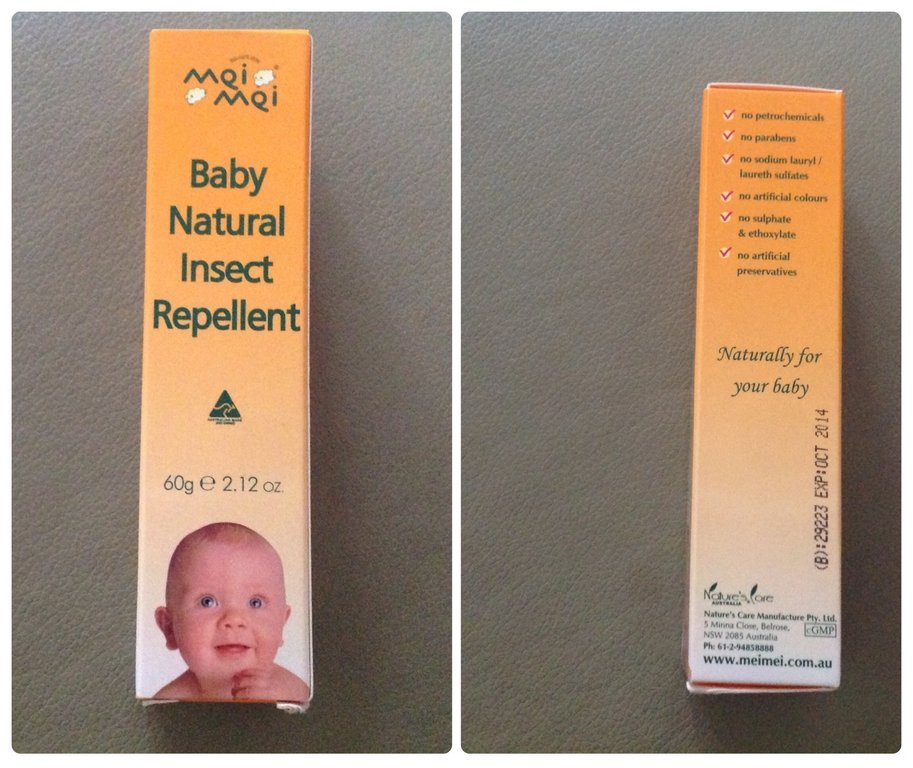 Mei
Mei
Baby
Natural
Insect
Repellent
60g e 2.12 oz.
no petrochemicals
no parabens
no sodium lauryl /
laureth sulfates
no artificial colours
no sulphate
& ethoxylate
no artificial
preservatives
Naturally for
your baby
(B):29223 EXP:OCT 2014
Nature's Care
AUSTRALIA
Nature's Care Manufacture Pty. Ltd.
5 Minna Close, Belrose,
NSW 2085 Australia
cGMP
Ph: 61-2-94858888
www.meimei.com.au